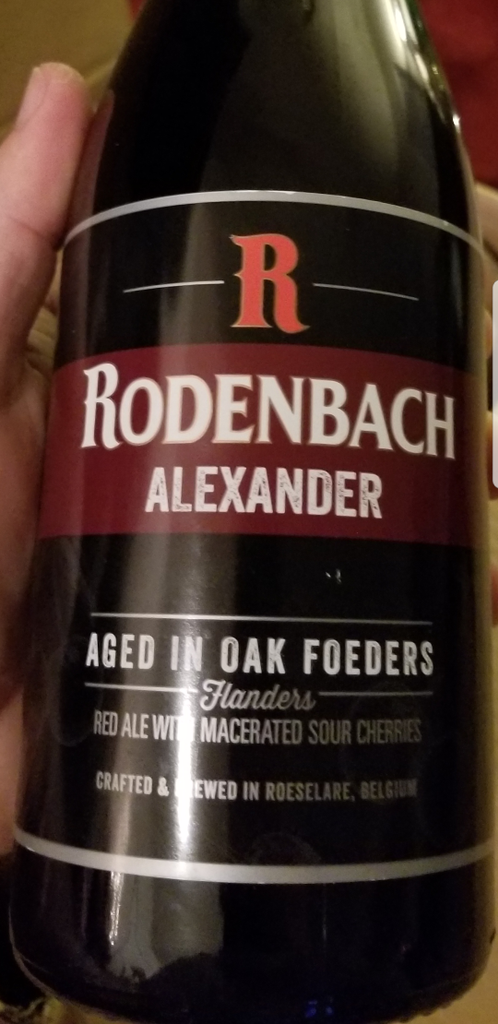 R
RODENBACH
ALEXANDER
AGED IN OAK FOEDERS
Flanders
RED ALE WITH MACERATED SOUR CHERRIES
CRAFTED & BREWED IN ROESELARE, BELGIUM